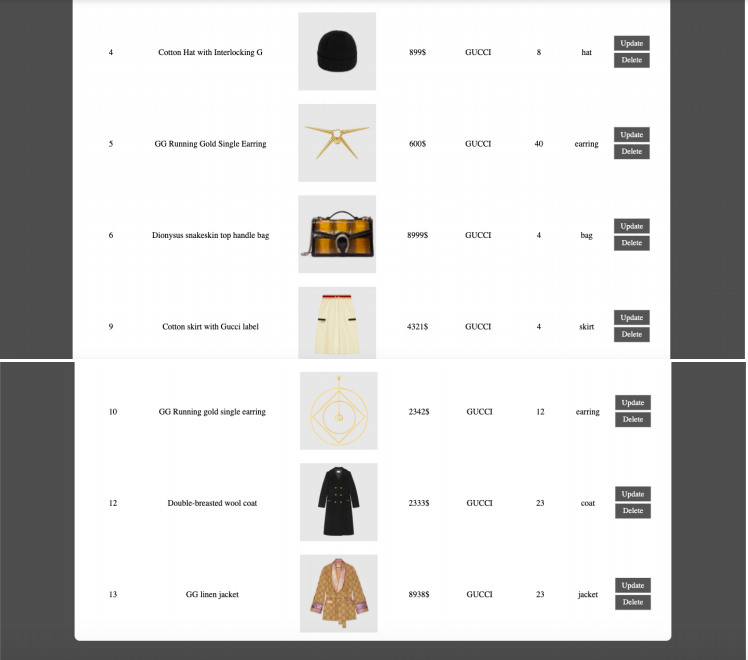 4 Cotton Hat with Interlocking G 899$ GUCCI 8 hat Update
Delete
5 GG Running Gold Single Earring 600$ GUCCI 40 earring Update
Delete
6 Dionysus snakeskin top handle bag 8999$ GUCCI 4 bag Update
Delete
9 Cotton skirt with Gucci label 4321$ GUCCI 4 skirt Update
Delete
10 GG Running gold single earring 2342$ GUCCI 12 earring Update
Delete
12 Double-breasted wool coat 2333$ GUCCI 23 coat Update
Delete
13 GG linen jacket 8938$ GUCCI 23 jacket Update
Delete